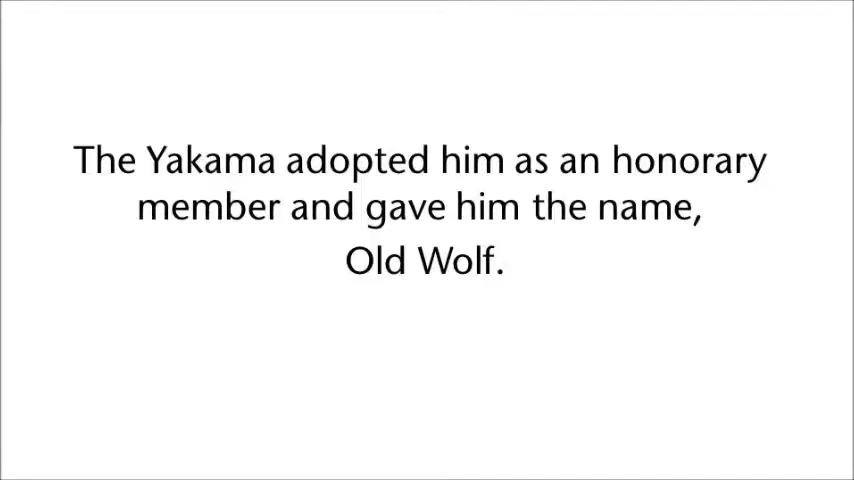 The Yakama adopted him as an honorary
member and gave him the name,
Old Wolf.